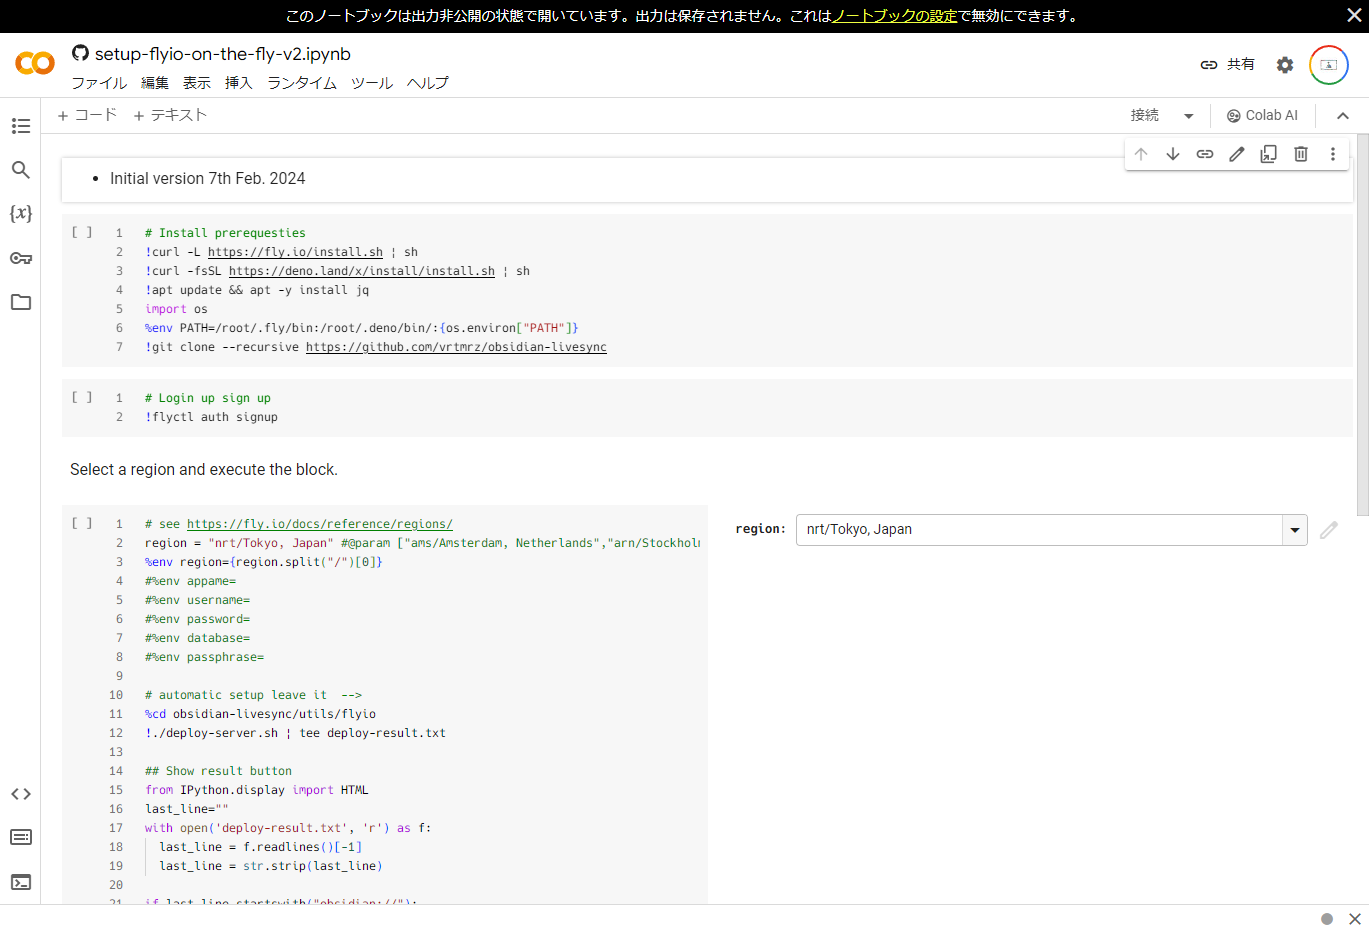 このノートブックは出力非公開の状態で開いています。出力は保存されません。これはノートブックの設定で無効にできます。
setup-flyio-on-the-fly-v2.ipynb
共有
ファイル 編集 表示 挿入 ランタイム ツール ヘルプ
+ コード + テキスト
接続
Colab AI
• Initial version 7th Feb. 2024
[ ]
1 # Install prerequesties
2 !curl -L https://fly.io/install.sh | sh
3 !curl -fsSL https://deno.land/x/install/install.sh | sh
4 !apt update && apt -y install jq
5 import os
6 %env PATH=/root/.fly/bin:/root/.deno/bin/:{os.environ["PATH"]}
7 !git clone --recursive https://github.com/vrtmrz/obsidian-livesync
[ ]
1 # Login up sign up
2 !flyctl auth signup
Select a region and execute the block.
[ ]
1 # see https://fly.io/docs/reference/regions/
2 region = "nrt/Tokyo, Japan" #@param ["ams/Amsterdam, Netherlands","arn/Stockholm
3 %env region={region.split("/")[0]}
4 #%env appame=
5 #%env username=
6 #%env password=
7 #%env database=
8 #%env passphrase=
9
10 # automatic setup leave it -->
11 %cd obsidian-livesync/utils/flyio
12 !./deploy-server.sh | tee deploy-result.txt
13
14 ## Show result button
15 from IPython.display import HTML
16 last_line=""
17 with open('deploy-result.txt', 'r') as f:
18 last_line = f.readlines()[-1]
19 last_line = str.strip(last_line)
20
21 if last_line.startswith("obsidian://"):
region: nrt/Tokyo, Japan